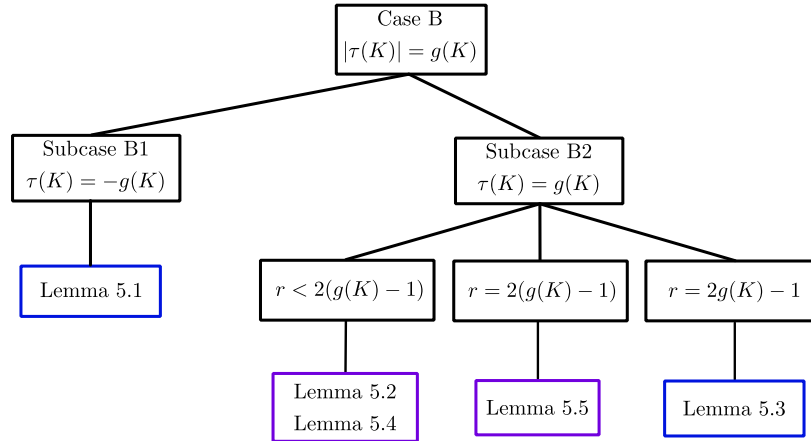 Case B
|τ(K)| = g(K)
Subcase B1
τ(K) = −g(K)
Subcase B2
τ(K) = g(K)
Lemma 5.1
r < 2(g(K) − 1)
r = 2(g(K) − 1)
r = 2g(K) − 1
Lemma 5.2
Lemma 5.4
Lemma 5.5
Lemma 5.3